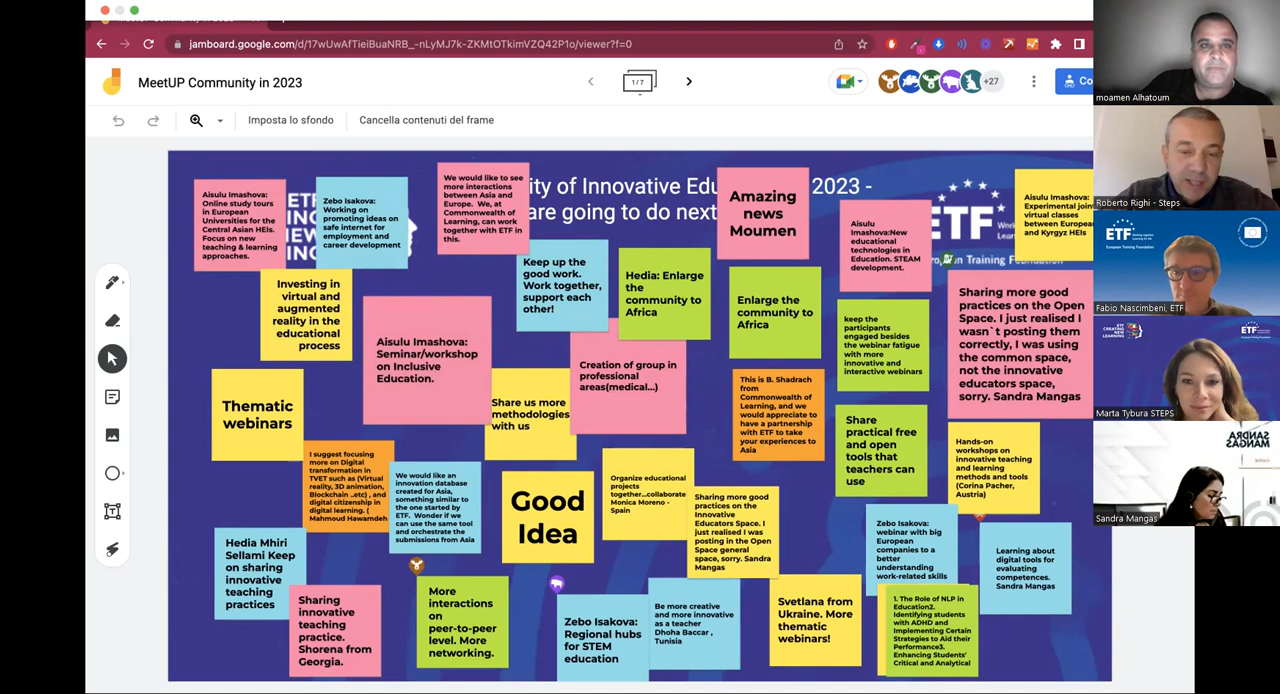 jamboard.google.com/d/17wUwAfTieiBuaNRB_-nLyMJ7k-ZKMtOTkimVZQ42P1o/viewer?f=0
MeetUP Community in 2023
1/7
+27
Co
Imposta lo sfondo
Cancella contenuti del frame
ity of Innovative Edu
2023 -
are going to do next
Aisulu Imashova:
Online study tours
in European
Universities for the
Central Asian HEIs.
Focus on new
teaching & learning
approaches.
Zebo Isakova:
Working on
promoting ideas on
safe internet for
employment and
career development
We would like to see
more interactions
between Asia and
Europe. We, at
Commonwealth of
Learning, can work
together with ETF in
this.
Amazing
news
Moumen
Aisulu
Imashova:New
educational
technologies in
Education. STEAM
development.
ETF
Training Foundation
Aisulu Imashova:
Experimental join
virtual classes
between Europea
and Kyrgyz HEIs
Investing in
virtual and
augmented
reality in the
educational
process
Keep up the
good work.
Work together,
support each
other!
Hedia: Enlarge
the
community to
Africa
Enlarge the
community to
Africa
keep the
participants
engaged besides
the webinar fatigue
with more
innovative and
interactive webinars
Sharing more good
practices on the Open
Space. I just realised I
wasn`t posting them
correctly, I was using
the common space,
not the innovative
educators space,
sorry. Sandra Mangas
Aisulu Imashova:
Seminar/workshop
on Inclusive
Education.
Creation of group in
professional
areas(medical...)
Thematic
webinars
Share us more
methodologies
with us
This is B. Shadrach
from
Commonwealth of
Learning, and we
would appreciate to
have a partnership
with ETF to take
your experiences to
Asia
Share
practical free
and open
tools that
teachers can
use
Hands-on
workshops on
innovative teaching
and learning
methods and tools
(Corina Pacher,
Austria)
I suggest focusing
more on Digital
transformation in
TVET such as (Virtual
reality, 3D animation,
Blockchain ..etc) , and
digital citizenship in
digital learning. (
Mahmoud Hawamdeh
We would like an
innovation database
created for Asia,
something similar to
the one started by
ETF. Wonder if we
can use the same tool
and orchestrate the
submissions from Asia
Good
Idea
Organize educational
projects
together...collaborate
Monica Moreno -
Spain
Sharing more good
practices on the
Innovative
Educators Space. I
just realised I was
posting in the Open
Space general
space, sorry. Sandra
Mangas
Zebo Isakova:
webinar with big
European
companies to a
better
understanding
work-related skills
Learning about
digital tools for
evaluating
competences.
Sandra Mangas
Hedia Mhiri
Sellami Keep
on sharing
innovative
teaching
practices
Sharing
innovative
teaching
practice.
Shorena from
Georgia.
More
interactions
on
peer-to-peer
level. More
networking.
Zebo Isakova:
Regional hubs
for STEM
education
Be more creative
and more innovative
as a teacher
Dhoha Baccar ,
Tunisia
Svetlana from
Ukraine. More
thematic
webinars!
1. The Role of NLP in
Education2.
Identifying students
with ADHD and
Implementing Certain
Strategies to Aid their
Performance3.
Enhancing Students'
Critical and Analytical
moamen Alhatoum
Roberto Righi - Steps
ETF
European Training Foundation
Fabio Nascimbeni, ETF
ETF
CREATING
NEW
LEARNING
Marta Tybura STEPS
SANDRA
MANGAS
Sandra Mangas